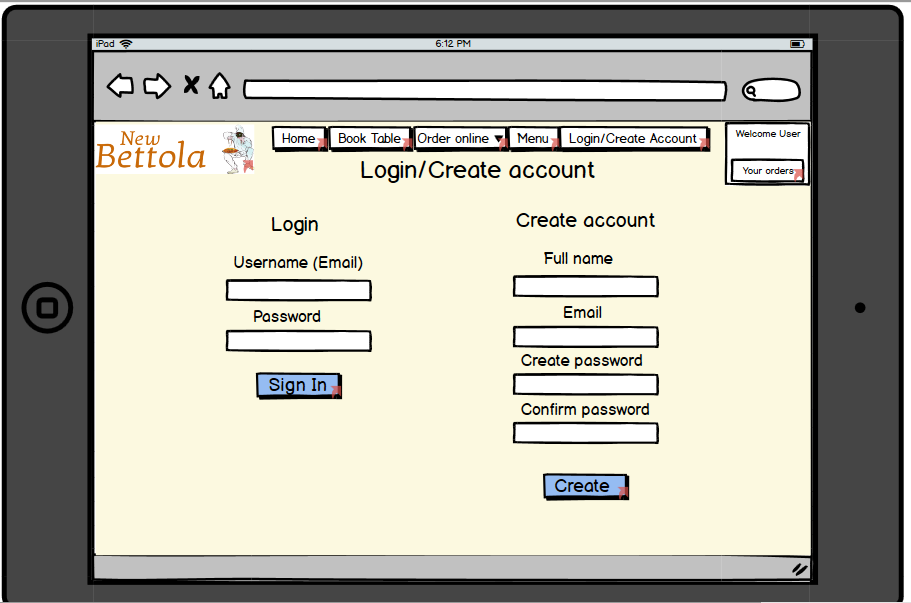 iPad 6:12 PM
New
Bettola
Home Book Table Order online Menu Login/Create Account
Welcome User
Your orders
Login/Create account
Login
Username (Email)
Password
Sign In
Create account
Full name
Email
Create password
Confirm password
Create